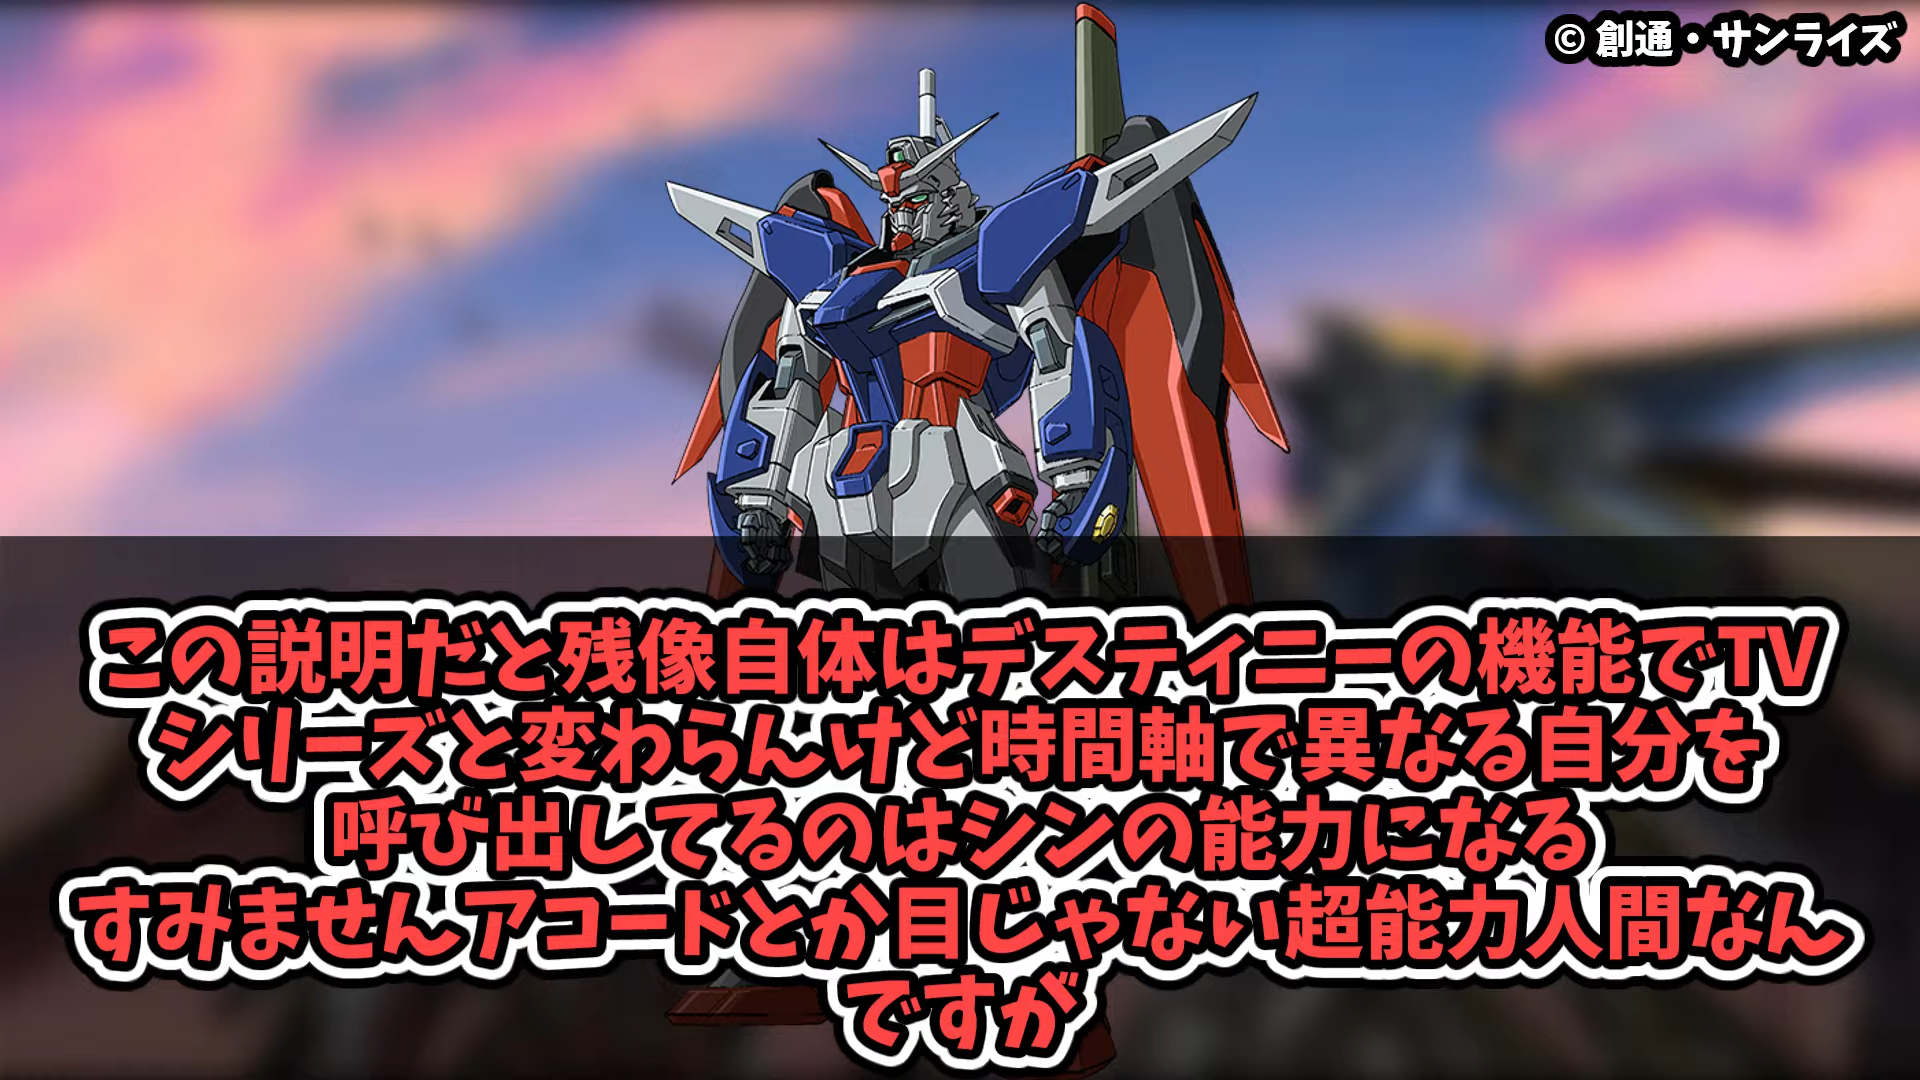 © 創通・サンライズ
この説明だと残像自体はデスティニーの機能でTV
シリーズと変わらんけど時間軸で異なる自分を
呼び出してるのはシンの能力になる
すみませんアコードとか目じゃない超能力人間なん
ですが